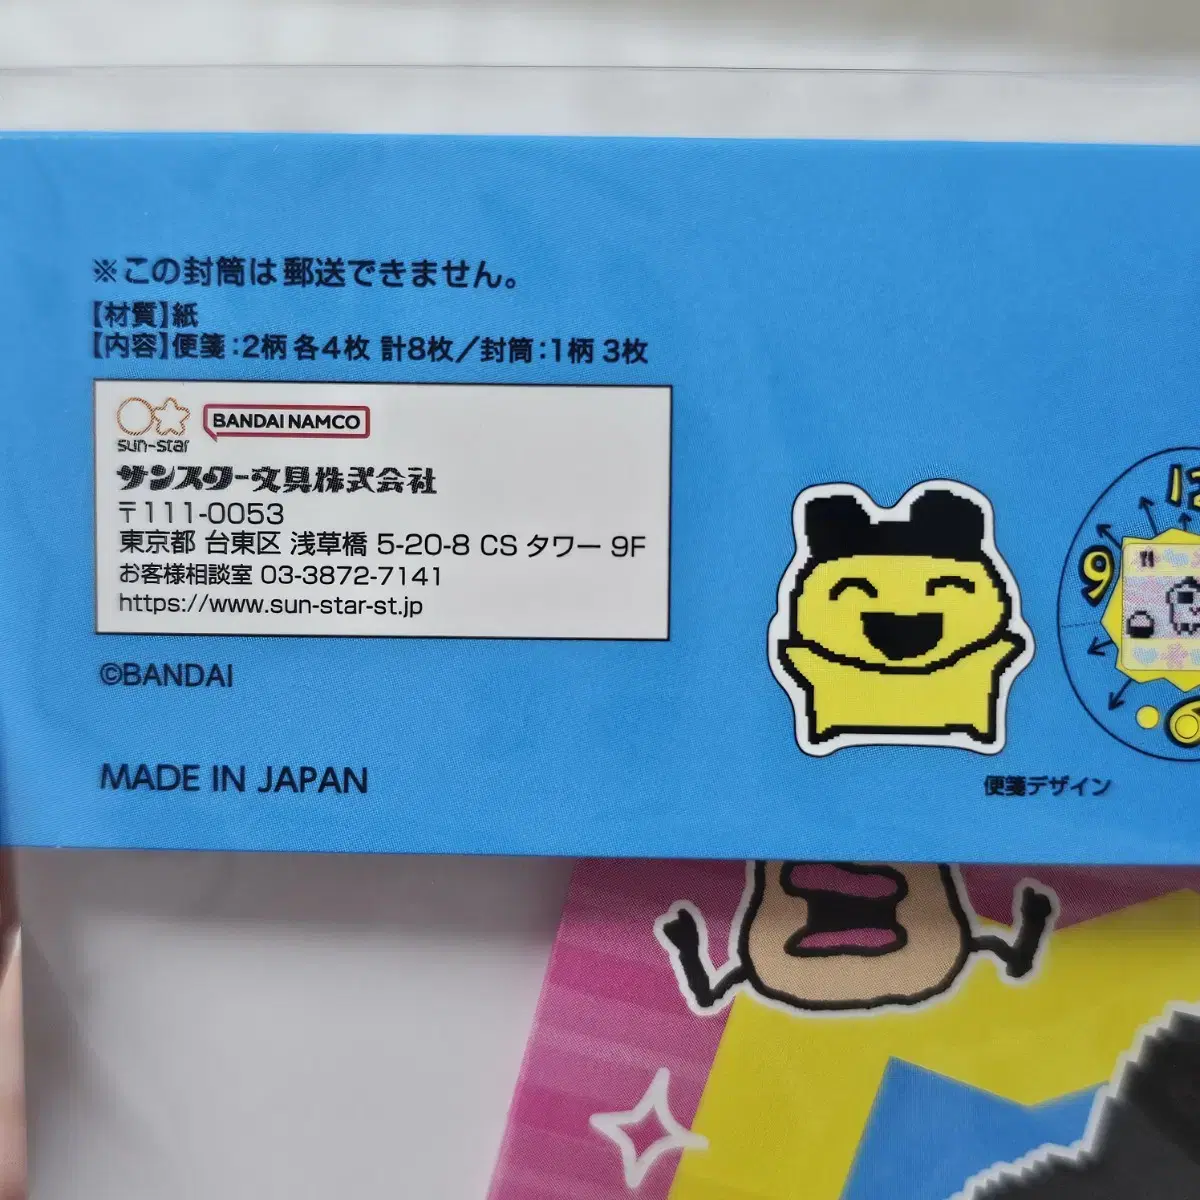 ※この封筒は郵送できません。
【材質】紙
【内容】便箋:2柄 各4枚 計8枚/封筒:1柄 3枚
sun-star
BANDAI NAMCO
サンスター文具株式会社
〒111-0053
東京都 台東区 浅草橋 5-20-8 CS タワー 9F
お客様相談室 03-3872-7141
https://www.sun-star-st.jp
©BANDAI
MADE IN JAPAN
12
9
6
便箋デザイン